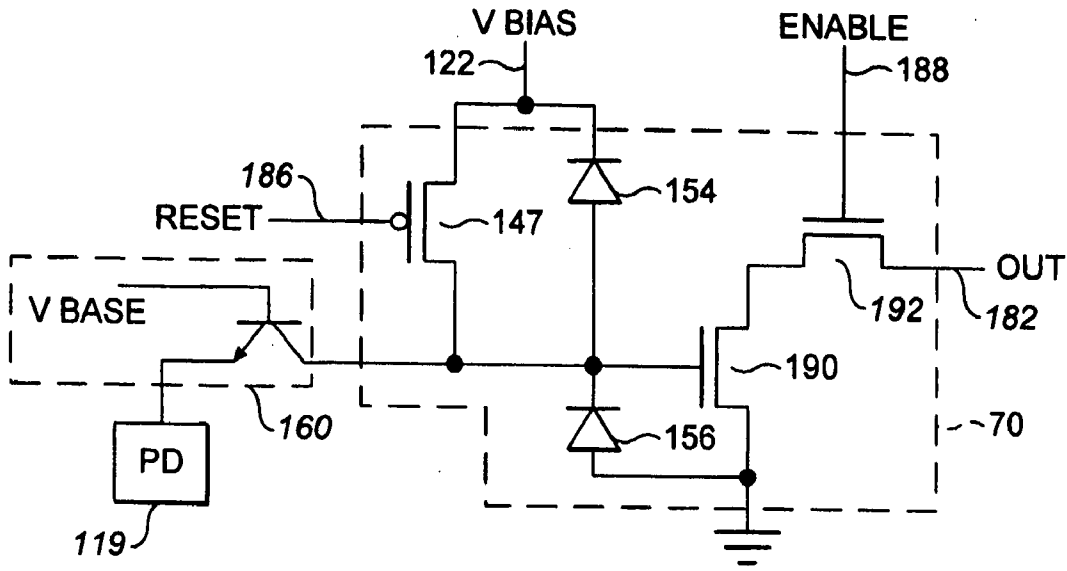 V BIAS
ENABLE
122
188
186
154
RESET
147
OUT
V BASE
192
182
190
160
156
70
PD
119